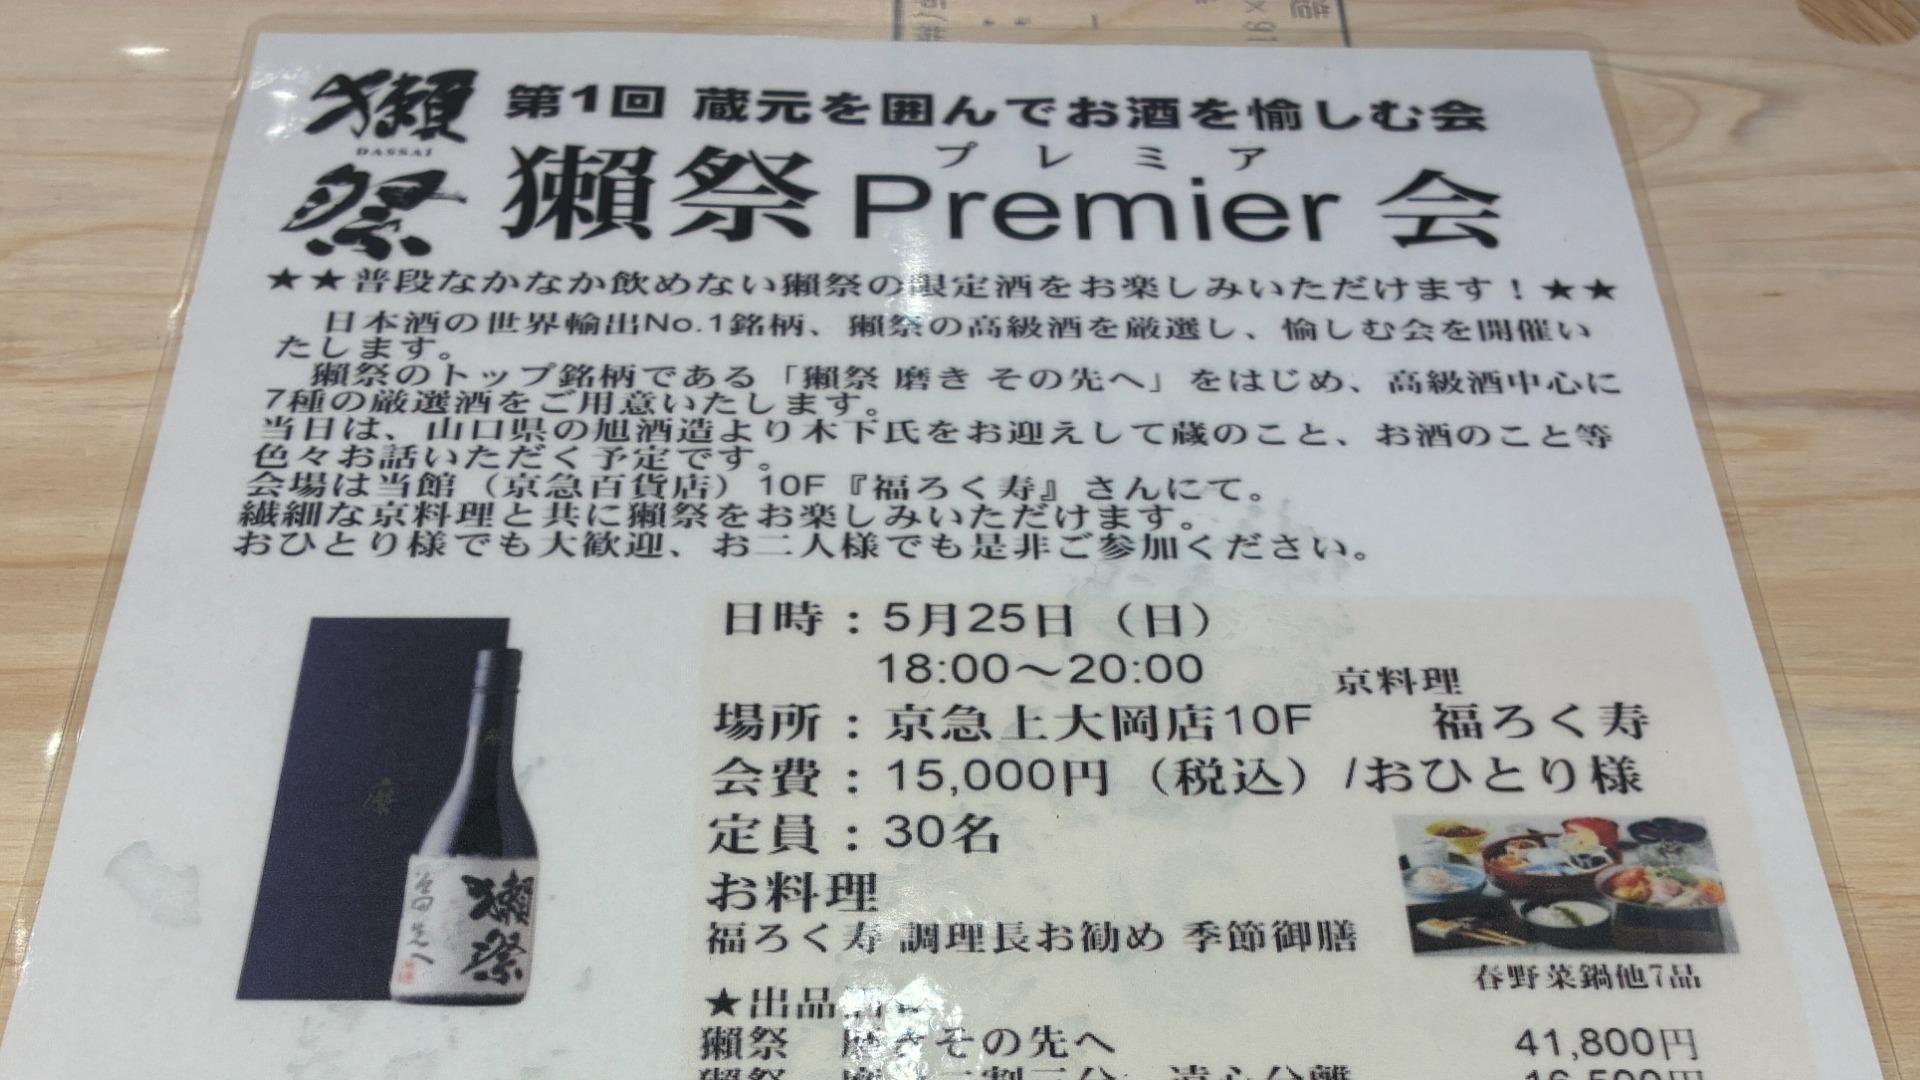 獺祭
DASSAI
第1回 蔵元を囲んでお酒を愉しむ会
プレミア
獺祭 Premier 会
★★普段なかなか飲めない獺祭の限定酒をお楽しみいただけます！★★
日本酒の世界輸出No.1銘柄、獺祭の高級酒を厳選し、愉しむ会を開催い
たします。
獺祭のトップ銘柄である「獺祭 磨き その先へ」をはじめ、高級酒中心に
7種の厳選酒をご用意いたします。
当日は、山口県の旭酒造より木下氏をお迎えして蔵のこと、お酒のこと等
色々お話いただく予定です。
会場は当館（京急百貨店）10F『福ろく寿』さんにて。
繊細な京料理と共に獺祭をお楽しみいただけます。
おひとり様でも大歓迎、お二人様でも是非ご参加ください。
日時：5月25日（日）
18:00～20:00
京料理
場所：京急上大岡店10F 福ろく寿
会費：15,000円（税込）/おひとり様
定員：30名
お料理
福ろく寿 調理長お勧め 季節御膳
春野菜鍋他7品
磨
獺祭
★出品
獺祭 磨きその先へ 41,800円